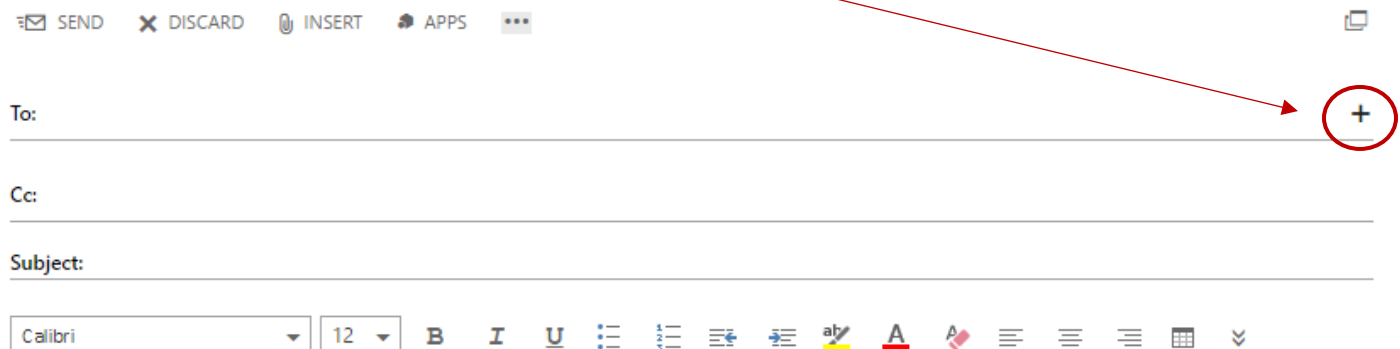 SEND DISCARD INSERT APPS •••
To: +
Cc:
Subject:
Calibri 12 B I U